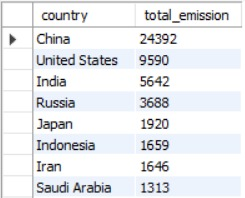 country total_emission
China 24392
United States 9590
India 5642
Russia 3688
Japan 1920
Indonesia 1659
Iran 1646
Saudi Arabia 1313